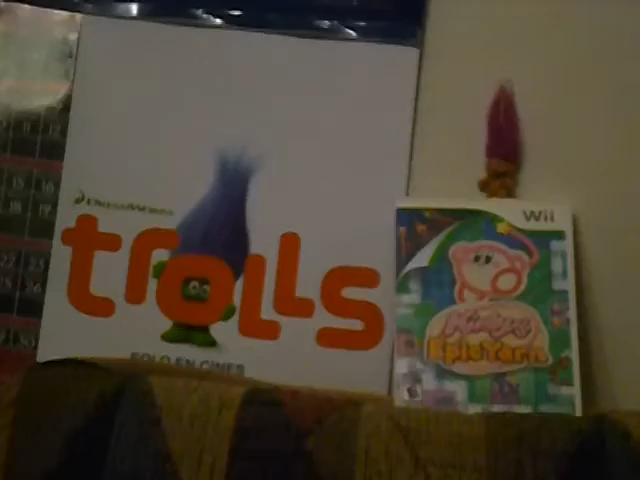 DREAMWORKS
trolls
SOLO EN CINES
Wii
Kirby's
Epic Yarn